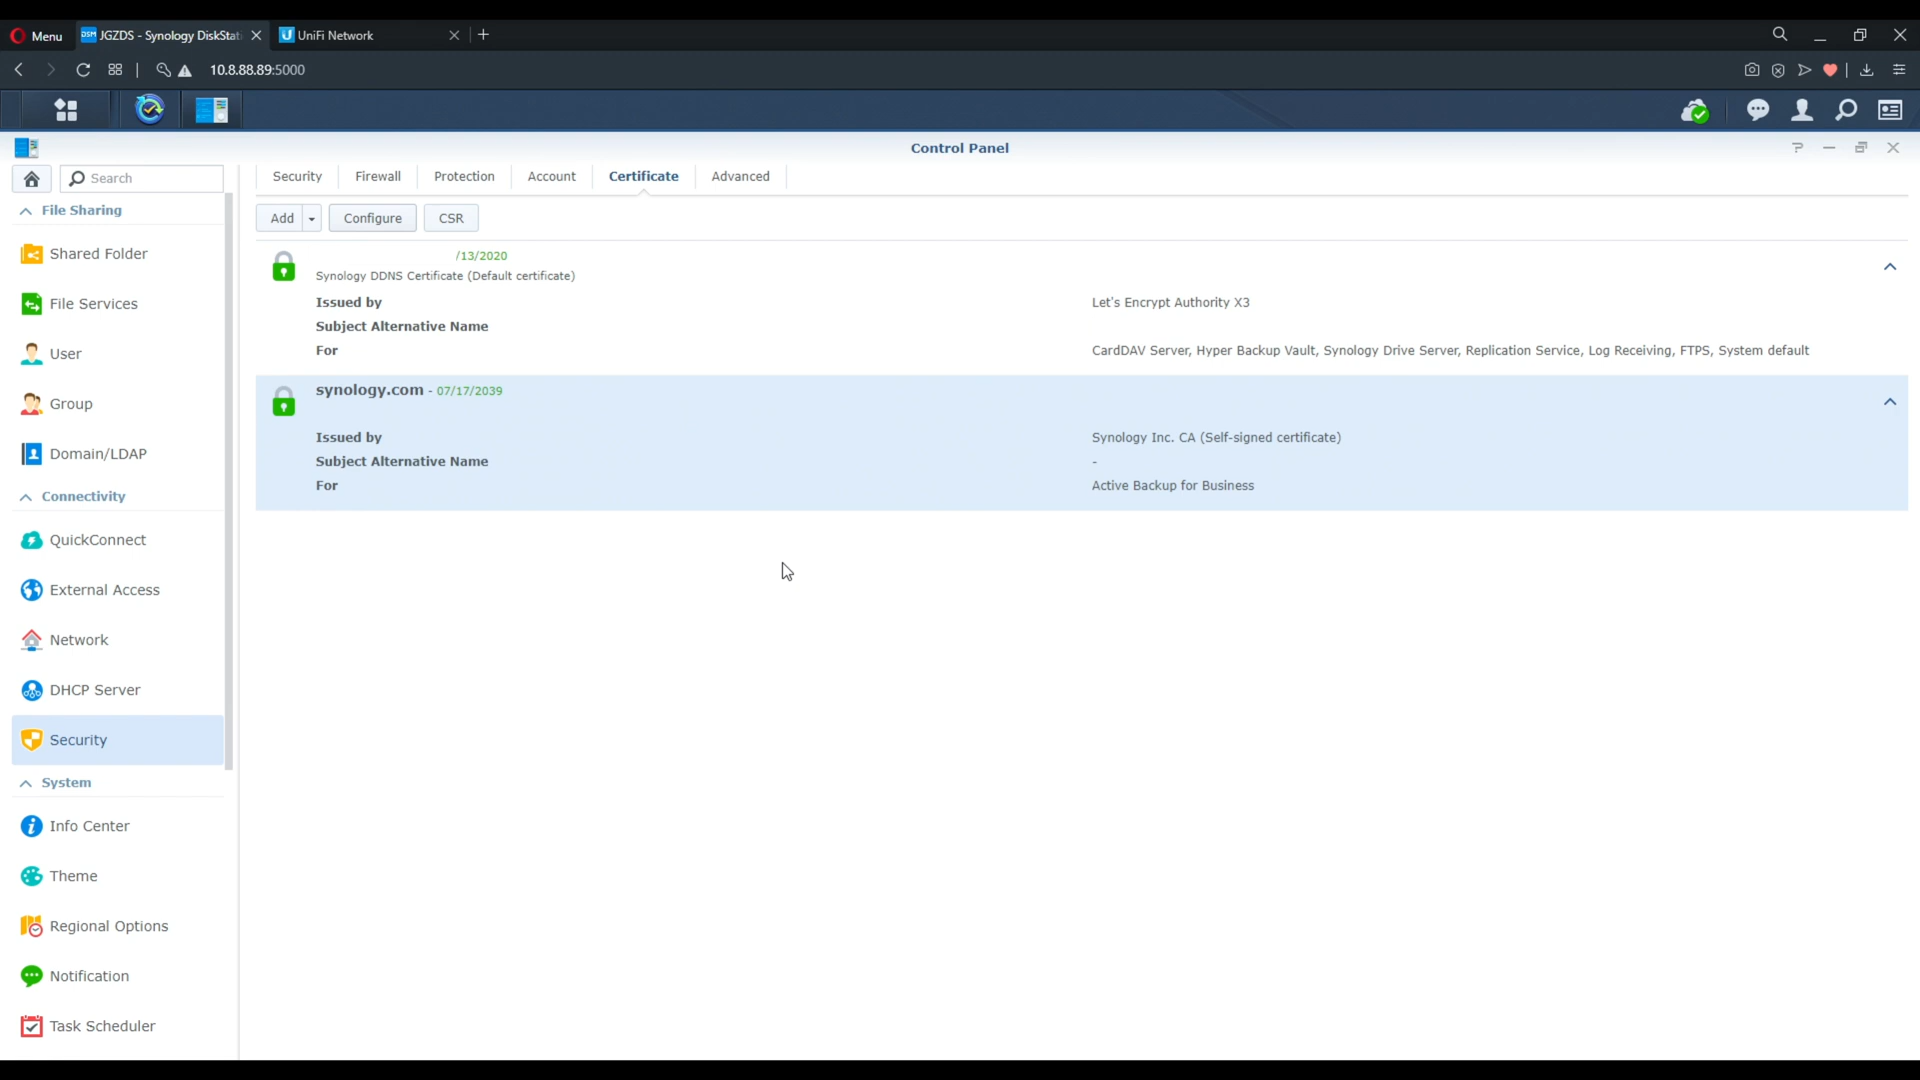 Menu
DSM JGZDS - Synology DiskStati
UniFi Network
10.8.88.89:5000
Control Panel
Search
Security
Firewall
Protection
Account
Certificate
Advanced
Add
Configure
CSR
File Sharing
Shared Folder
File Services
User
Group
Domain/LDAP
Connectivity
QuickConnect
External Access
Network
DHCP Server
Security
System
Info Center
Theme
Regional Options
Notification
Task Scheduler
/13/2020
Synology DDNS Certificate (Default certificate)
Issued by Let's Encrypt Authority X3
Subject Alternative Name
For CardDAV Server, Hyper Backup Vault, Synology Drive Server, Replication Service, Log Receiving, FTPS, System default
synology.com - 07/17/2039
Issued by Synology Inc. CA (Self-signed certificate)
Subject Alternative Name -
For Active Backup for Business